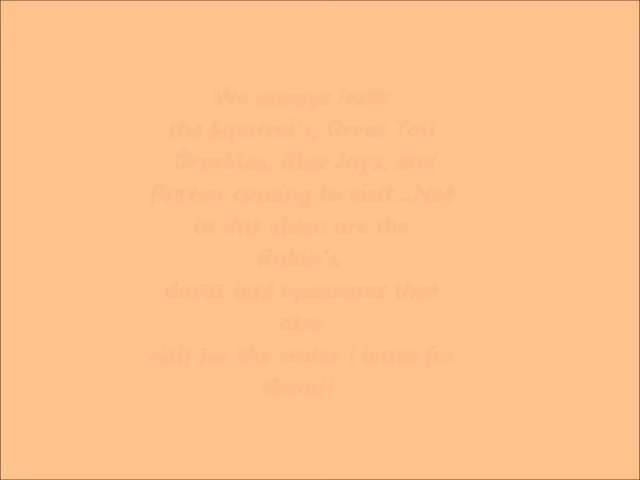 We always have
the Squirrel's, Great Tail
Grackles, Blue Jays, and
finches coming to visit...Not
in this video are the
Robin's,
doves and opossums that
also
visit for the water I leave for
them!!